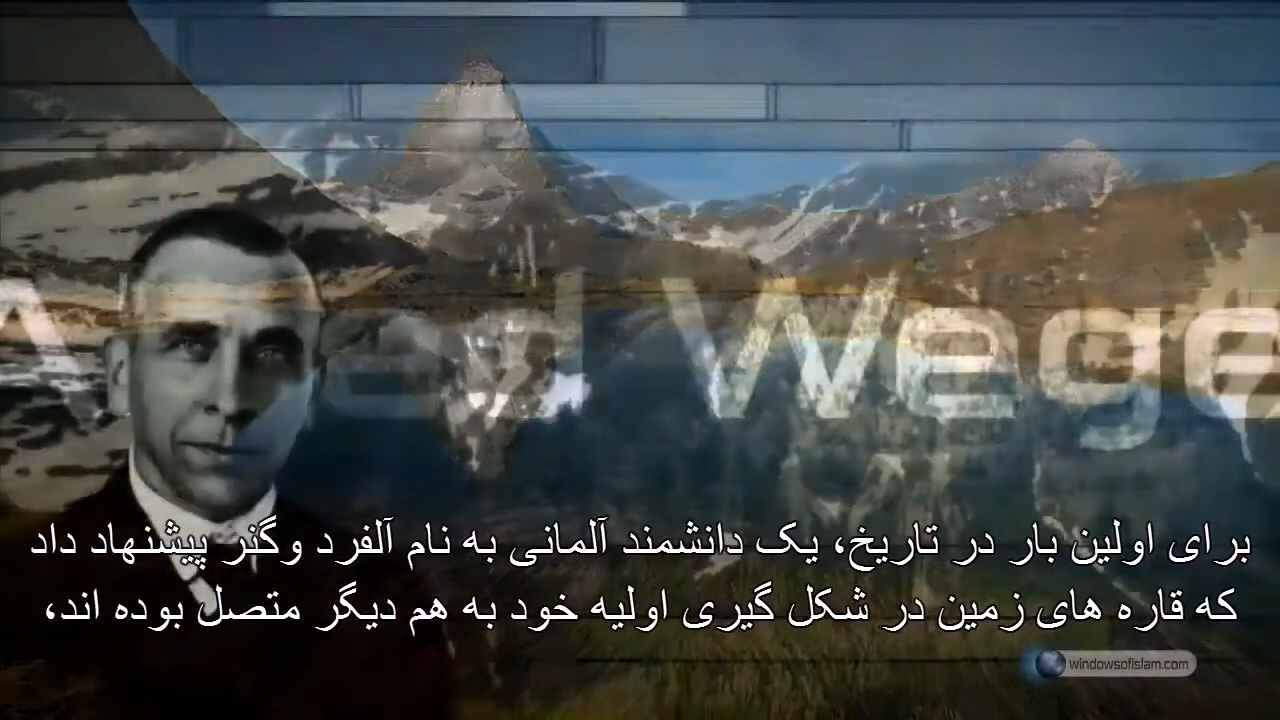 Wege
برای اولین بار در تاریخ، یک دانشمند آلمانی به نام آلفرد وگنر پیشنهاد داد
که قاره های زمین در شکل گیری اولیه خود به هم دیگر متصل بوده اند،
windowsofislam.com